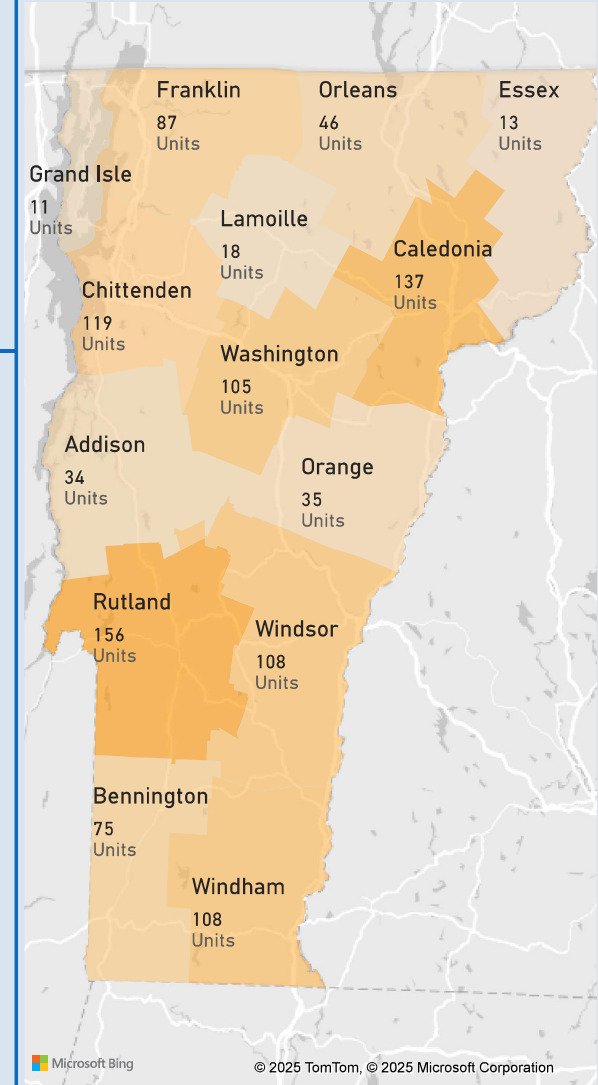 Franklin
87
Units
Orleans
46
Units
Essex
13
Units
Grand Isle
11
Units
Lamoille
18
Units
Caledonia
137
Units
Chittenden
119
Units
Washington
105
Units
Addison
34
Units
Orange
35
Units
Rutland
156
Units
Windsor
108
Units
Bennington
75
Units
Windham
108
Units
Microsoft Bing
© 2025 TomTom, © 2025 Microsoft Corporation